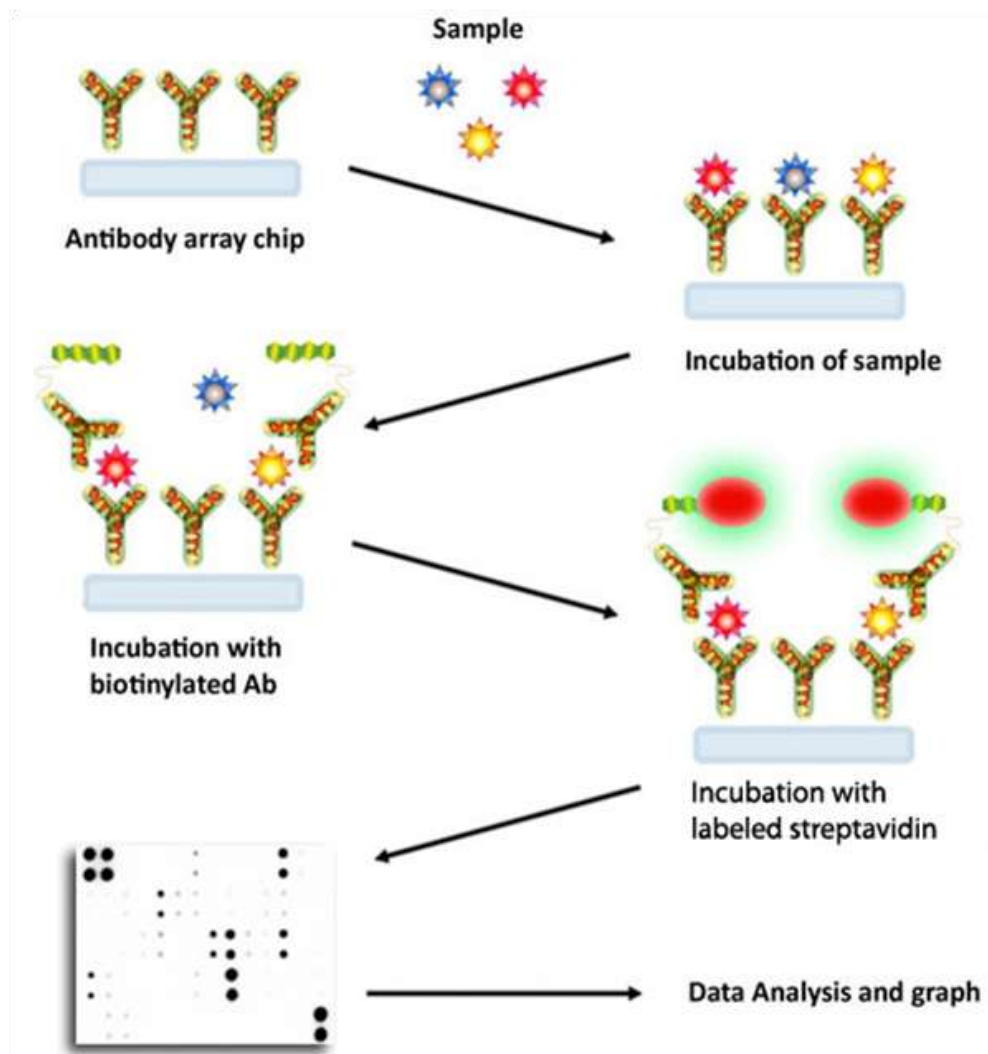 Sample
Antibody array chip
Incubation of sample
Incubation with
biotinylated Ab
Incubation with
labeled streptavidin
Data Analysis and graph